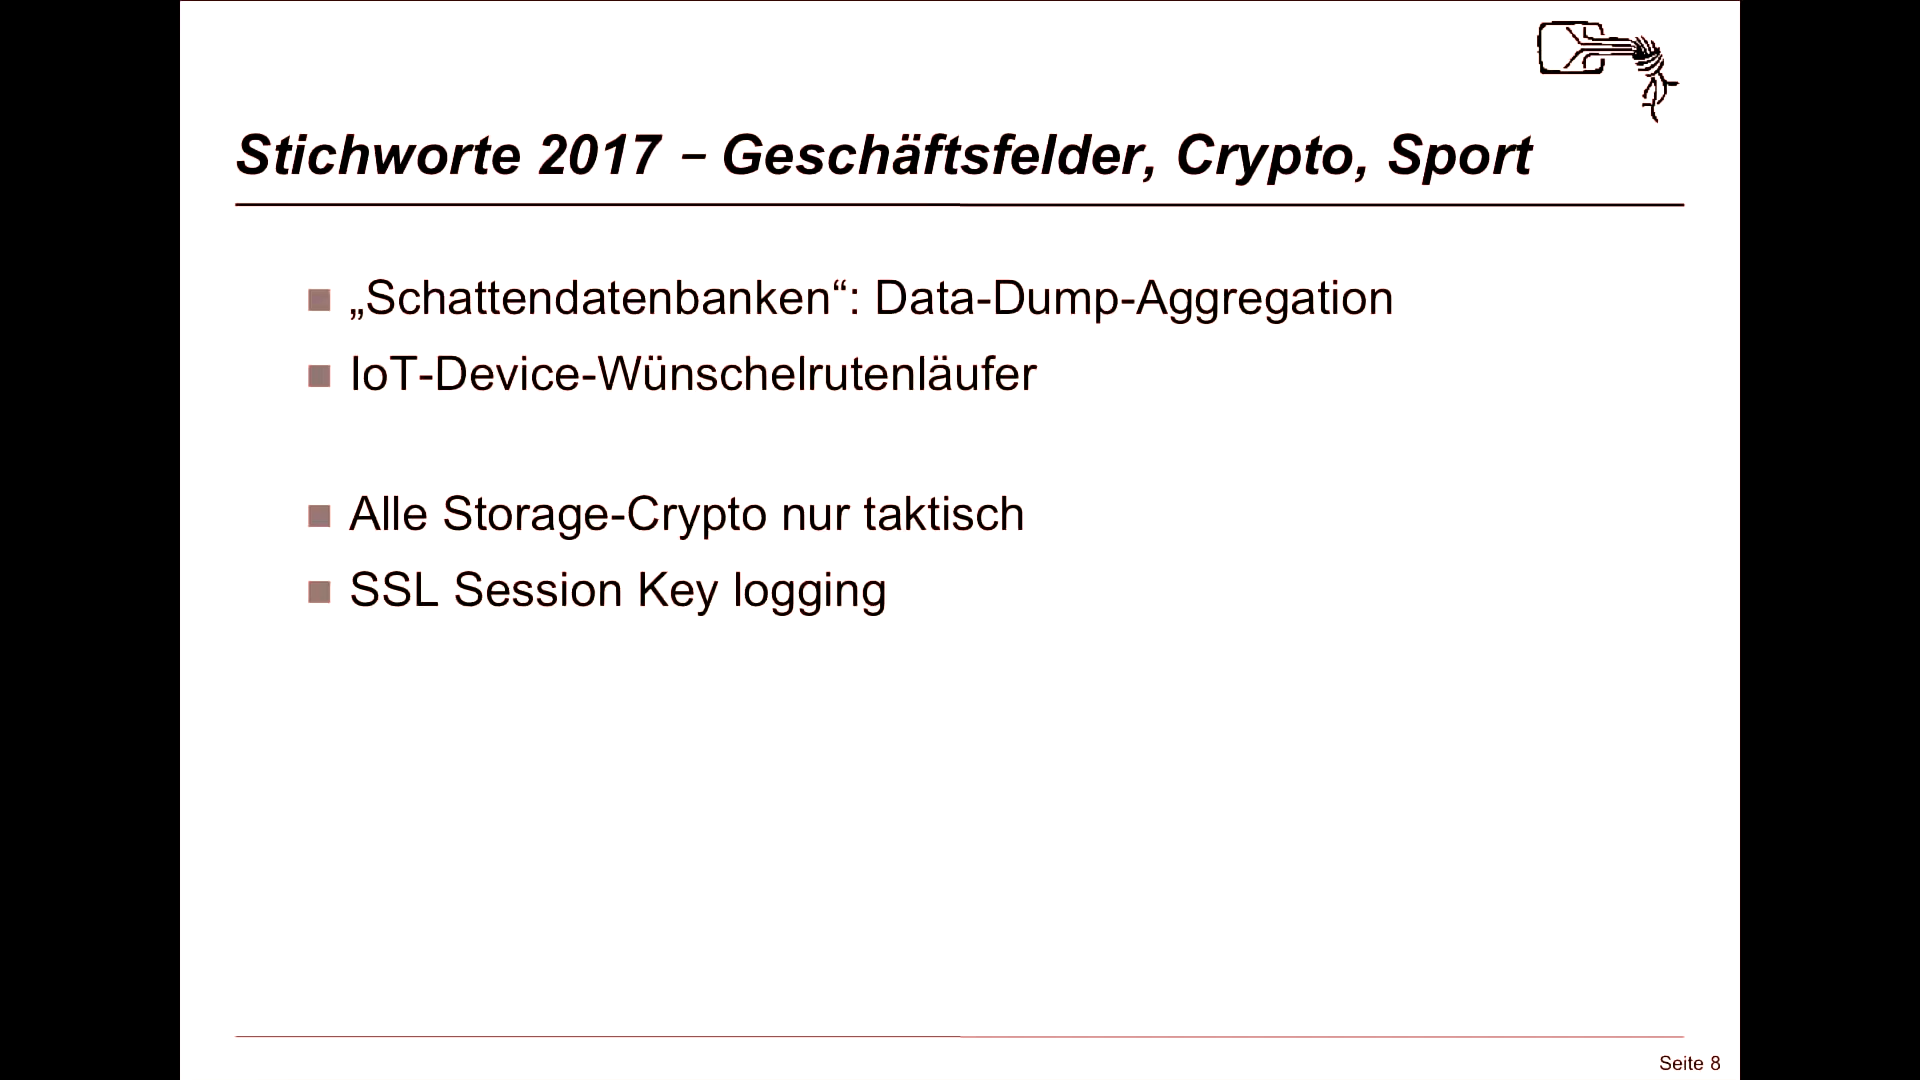 Stichworte 2017 – Geschäftsfelder, Crypto, Sport
„Schattendatenbanken“: Data-Dump-Aggregation
IoT-Device-Wünschelrutenläufer
Alle Storage-Crypto nur taktisch
SSL Session Key logging
Seite 8